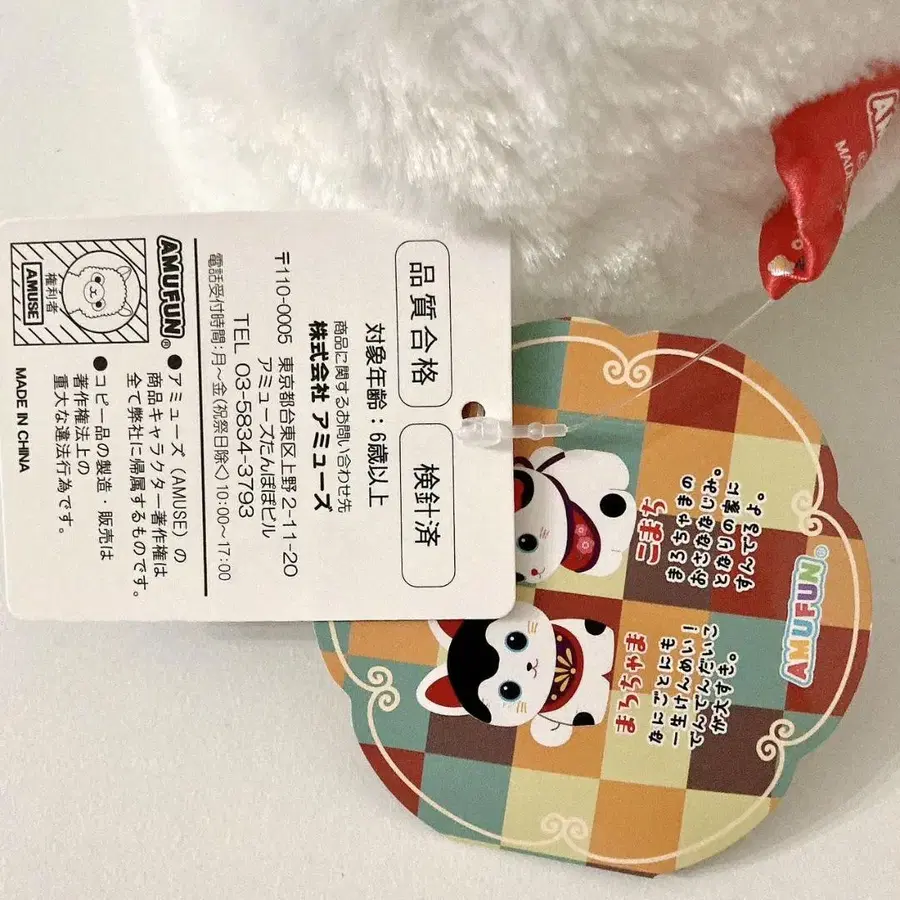 品質合格
検針済
対象年齢：6歳以上
商品に関するお問い合わせ先
株式会社 アミューズ
〒110-0005 東京都台東区上野2-11-20
アミューズたんぽぽビル
TEL 03-5834-3793
電話受付時間：月～金(祝祭日除く)10:00～17:00
AMUFUN®
●アミューズ（AMUSE）の
商品キャラクター著作権は
全て弊社に帰属するものです。
●コピー品の製造・販売は
著作権法上の
重大な違法行為です。
権利者
AMUSE
MADE IN CHINA
こまち
まろちゃまの
おさななじみ。
となりの家に
すんでるよ。
まろちゃま
なにごとにも
一生けんめい！
でんでんだいこ
が大すき。
AMUFUN®
MADE